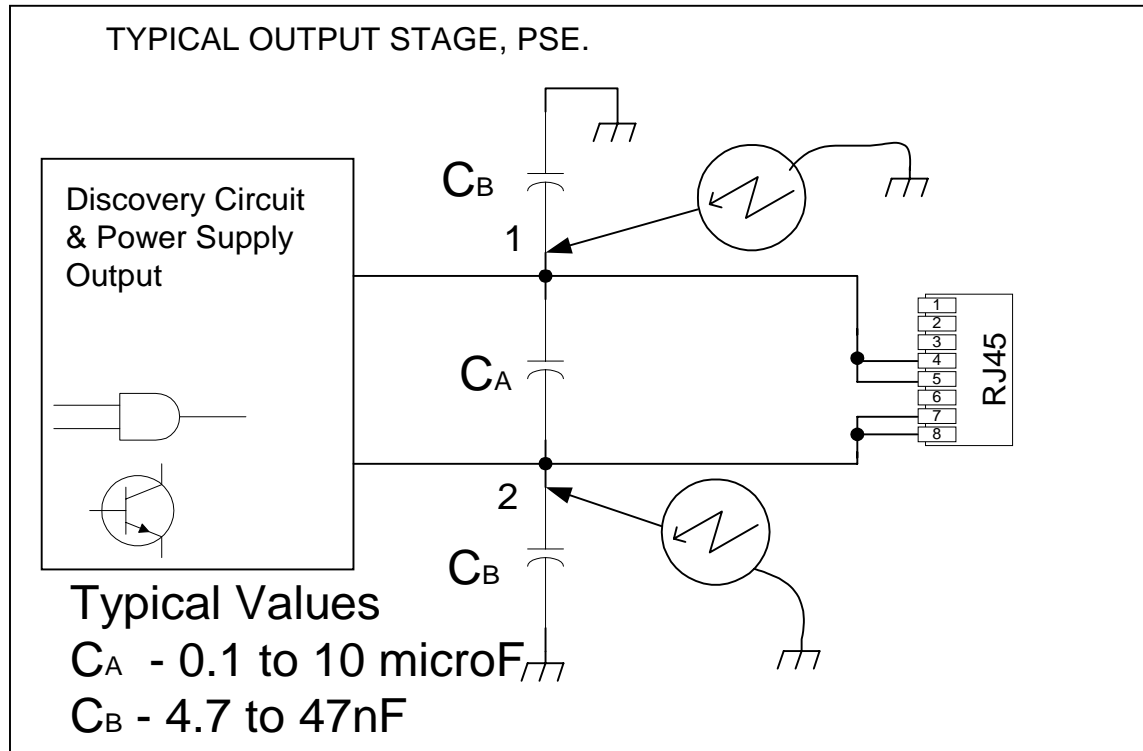 TYPICAL OUTPUT STAGE, PSE.
Discovery Circuit
& Power Supply
Output
CB
1
CA
2
CB
1
2
3
4
5
6
7
8
RJ45
Typical Values
CA - 0.1 to 10 microF
CB - 4.7 to 47nF